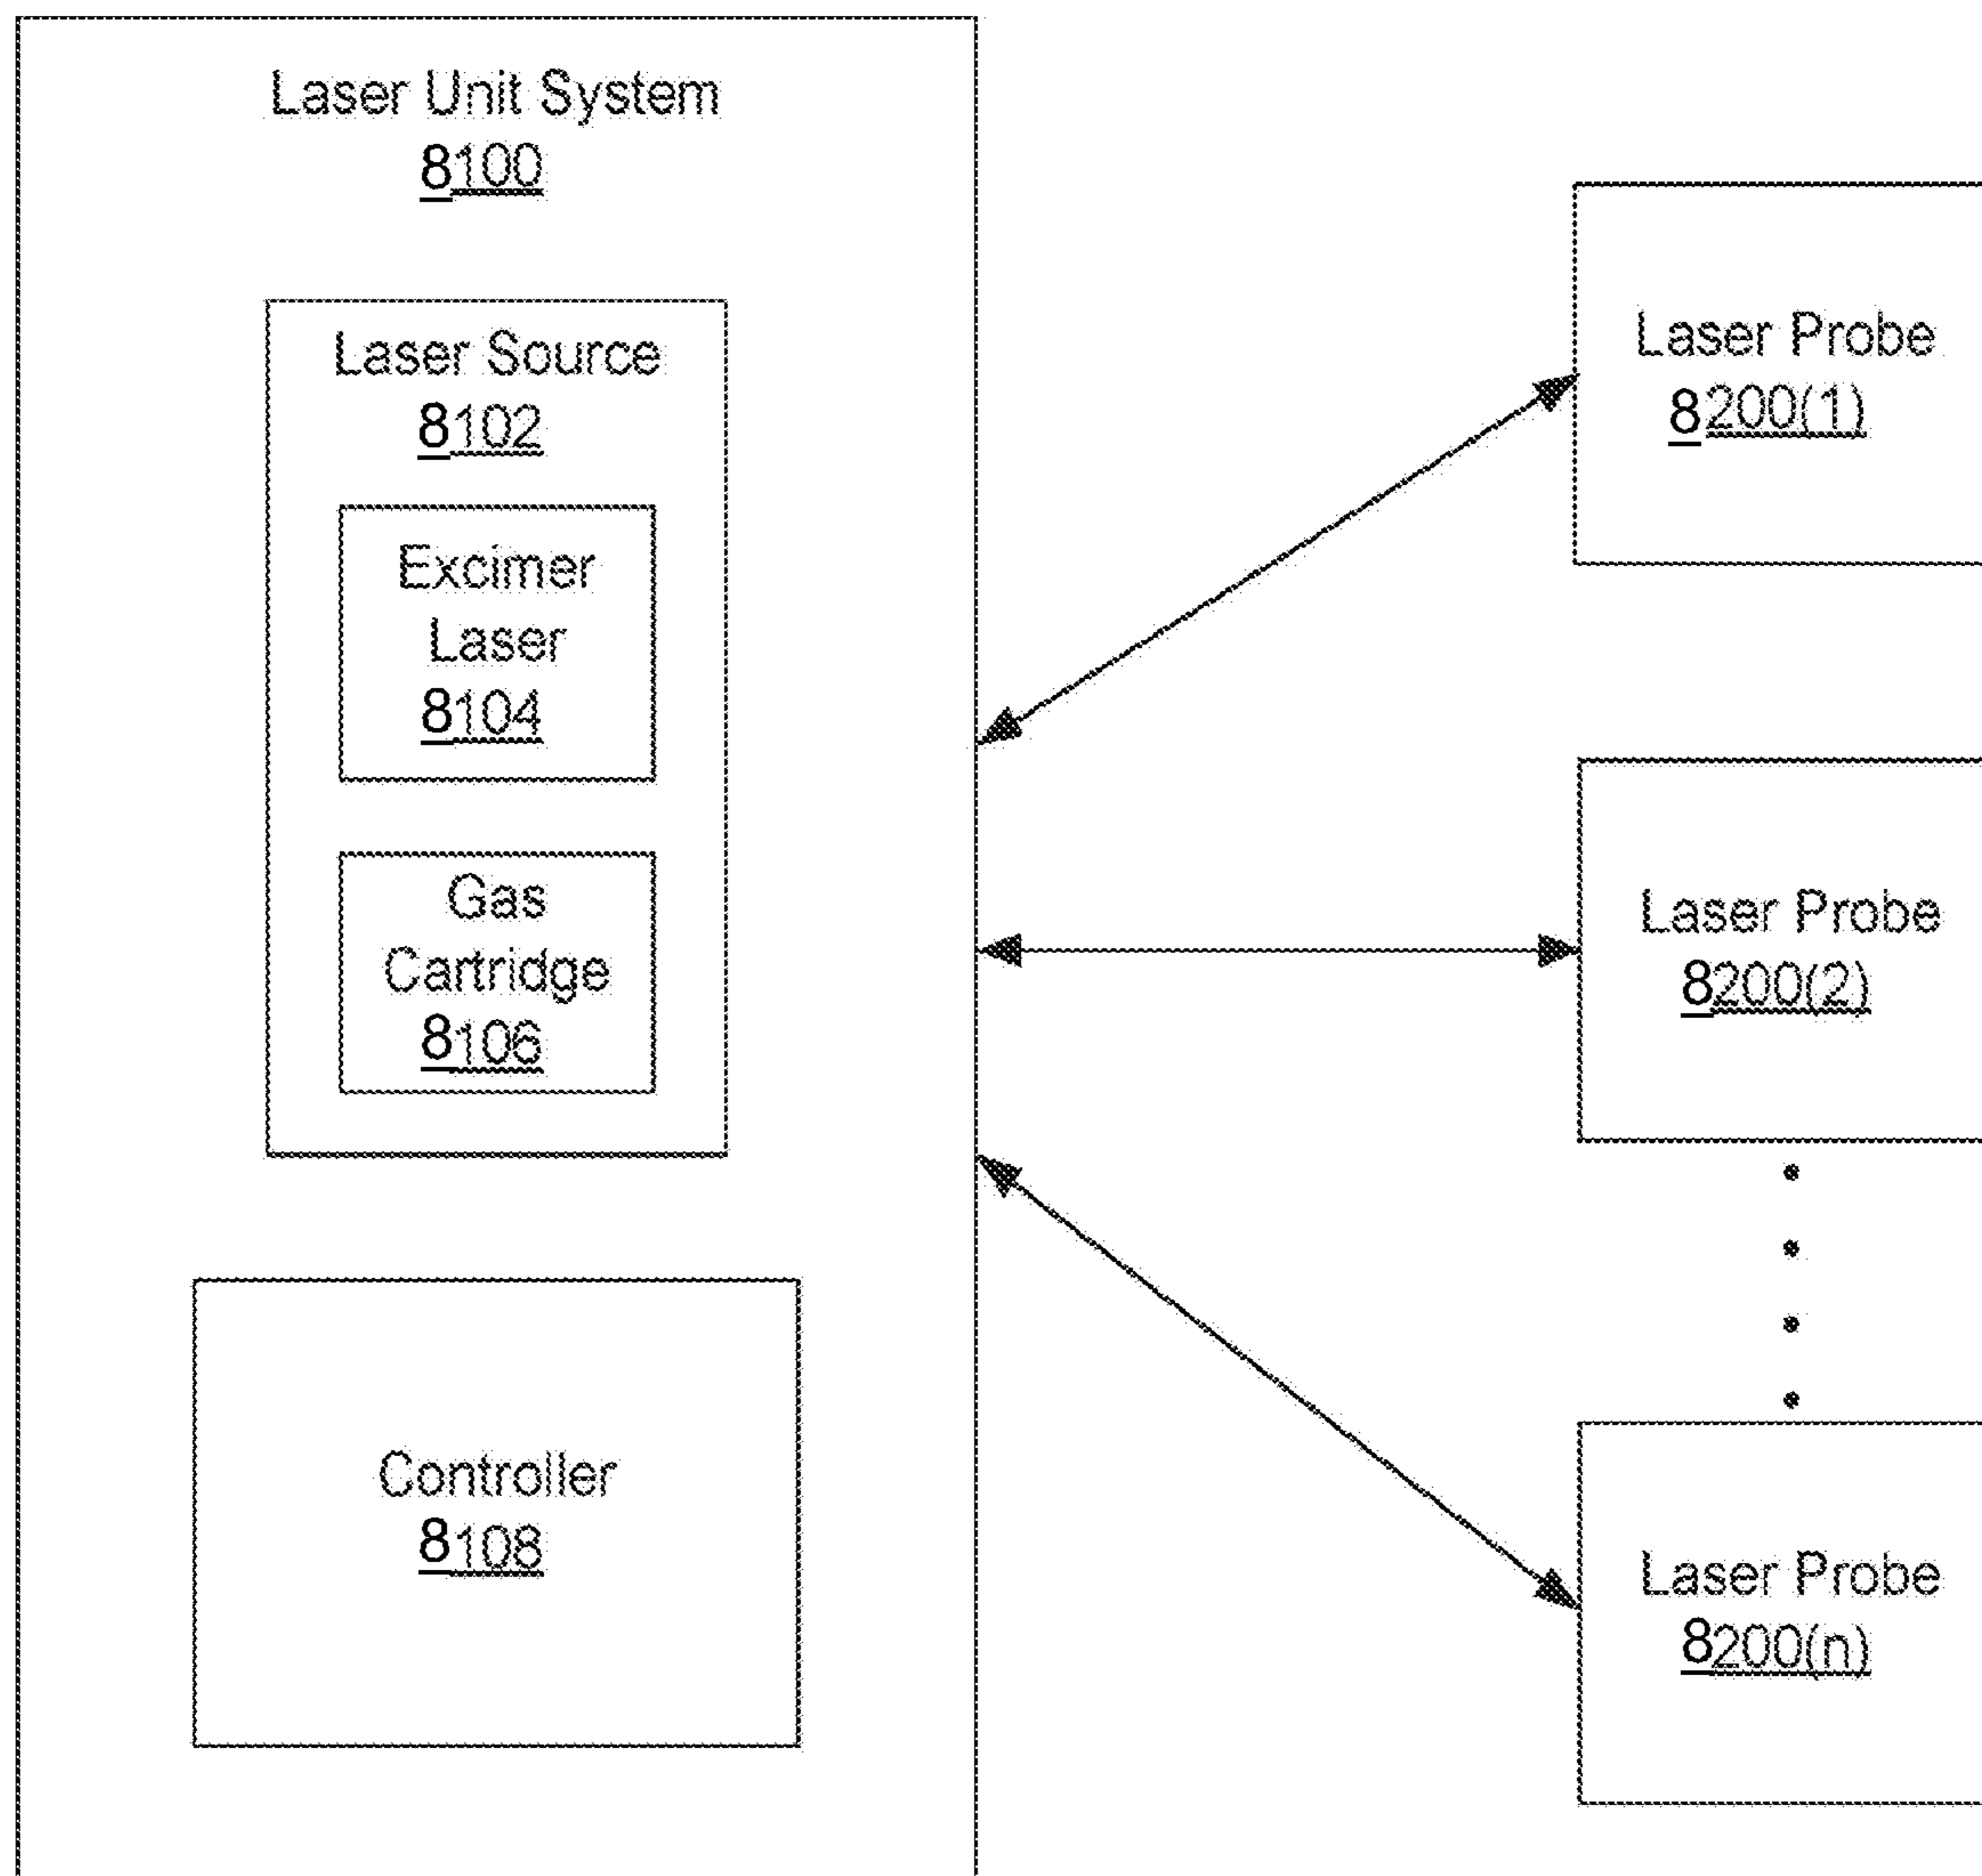 Laser Unit System
8100
Laser Source
8102
Excimer
Laser
8104
Gas
Cartridge
8106
Controller
8108
Laser Probe
8200(1)
Laser Probe
8200(2)
Laser Probe
8200(n)